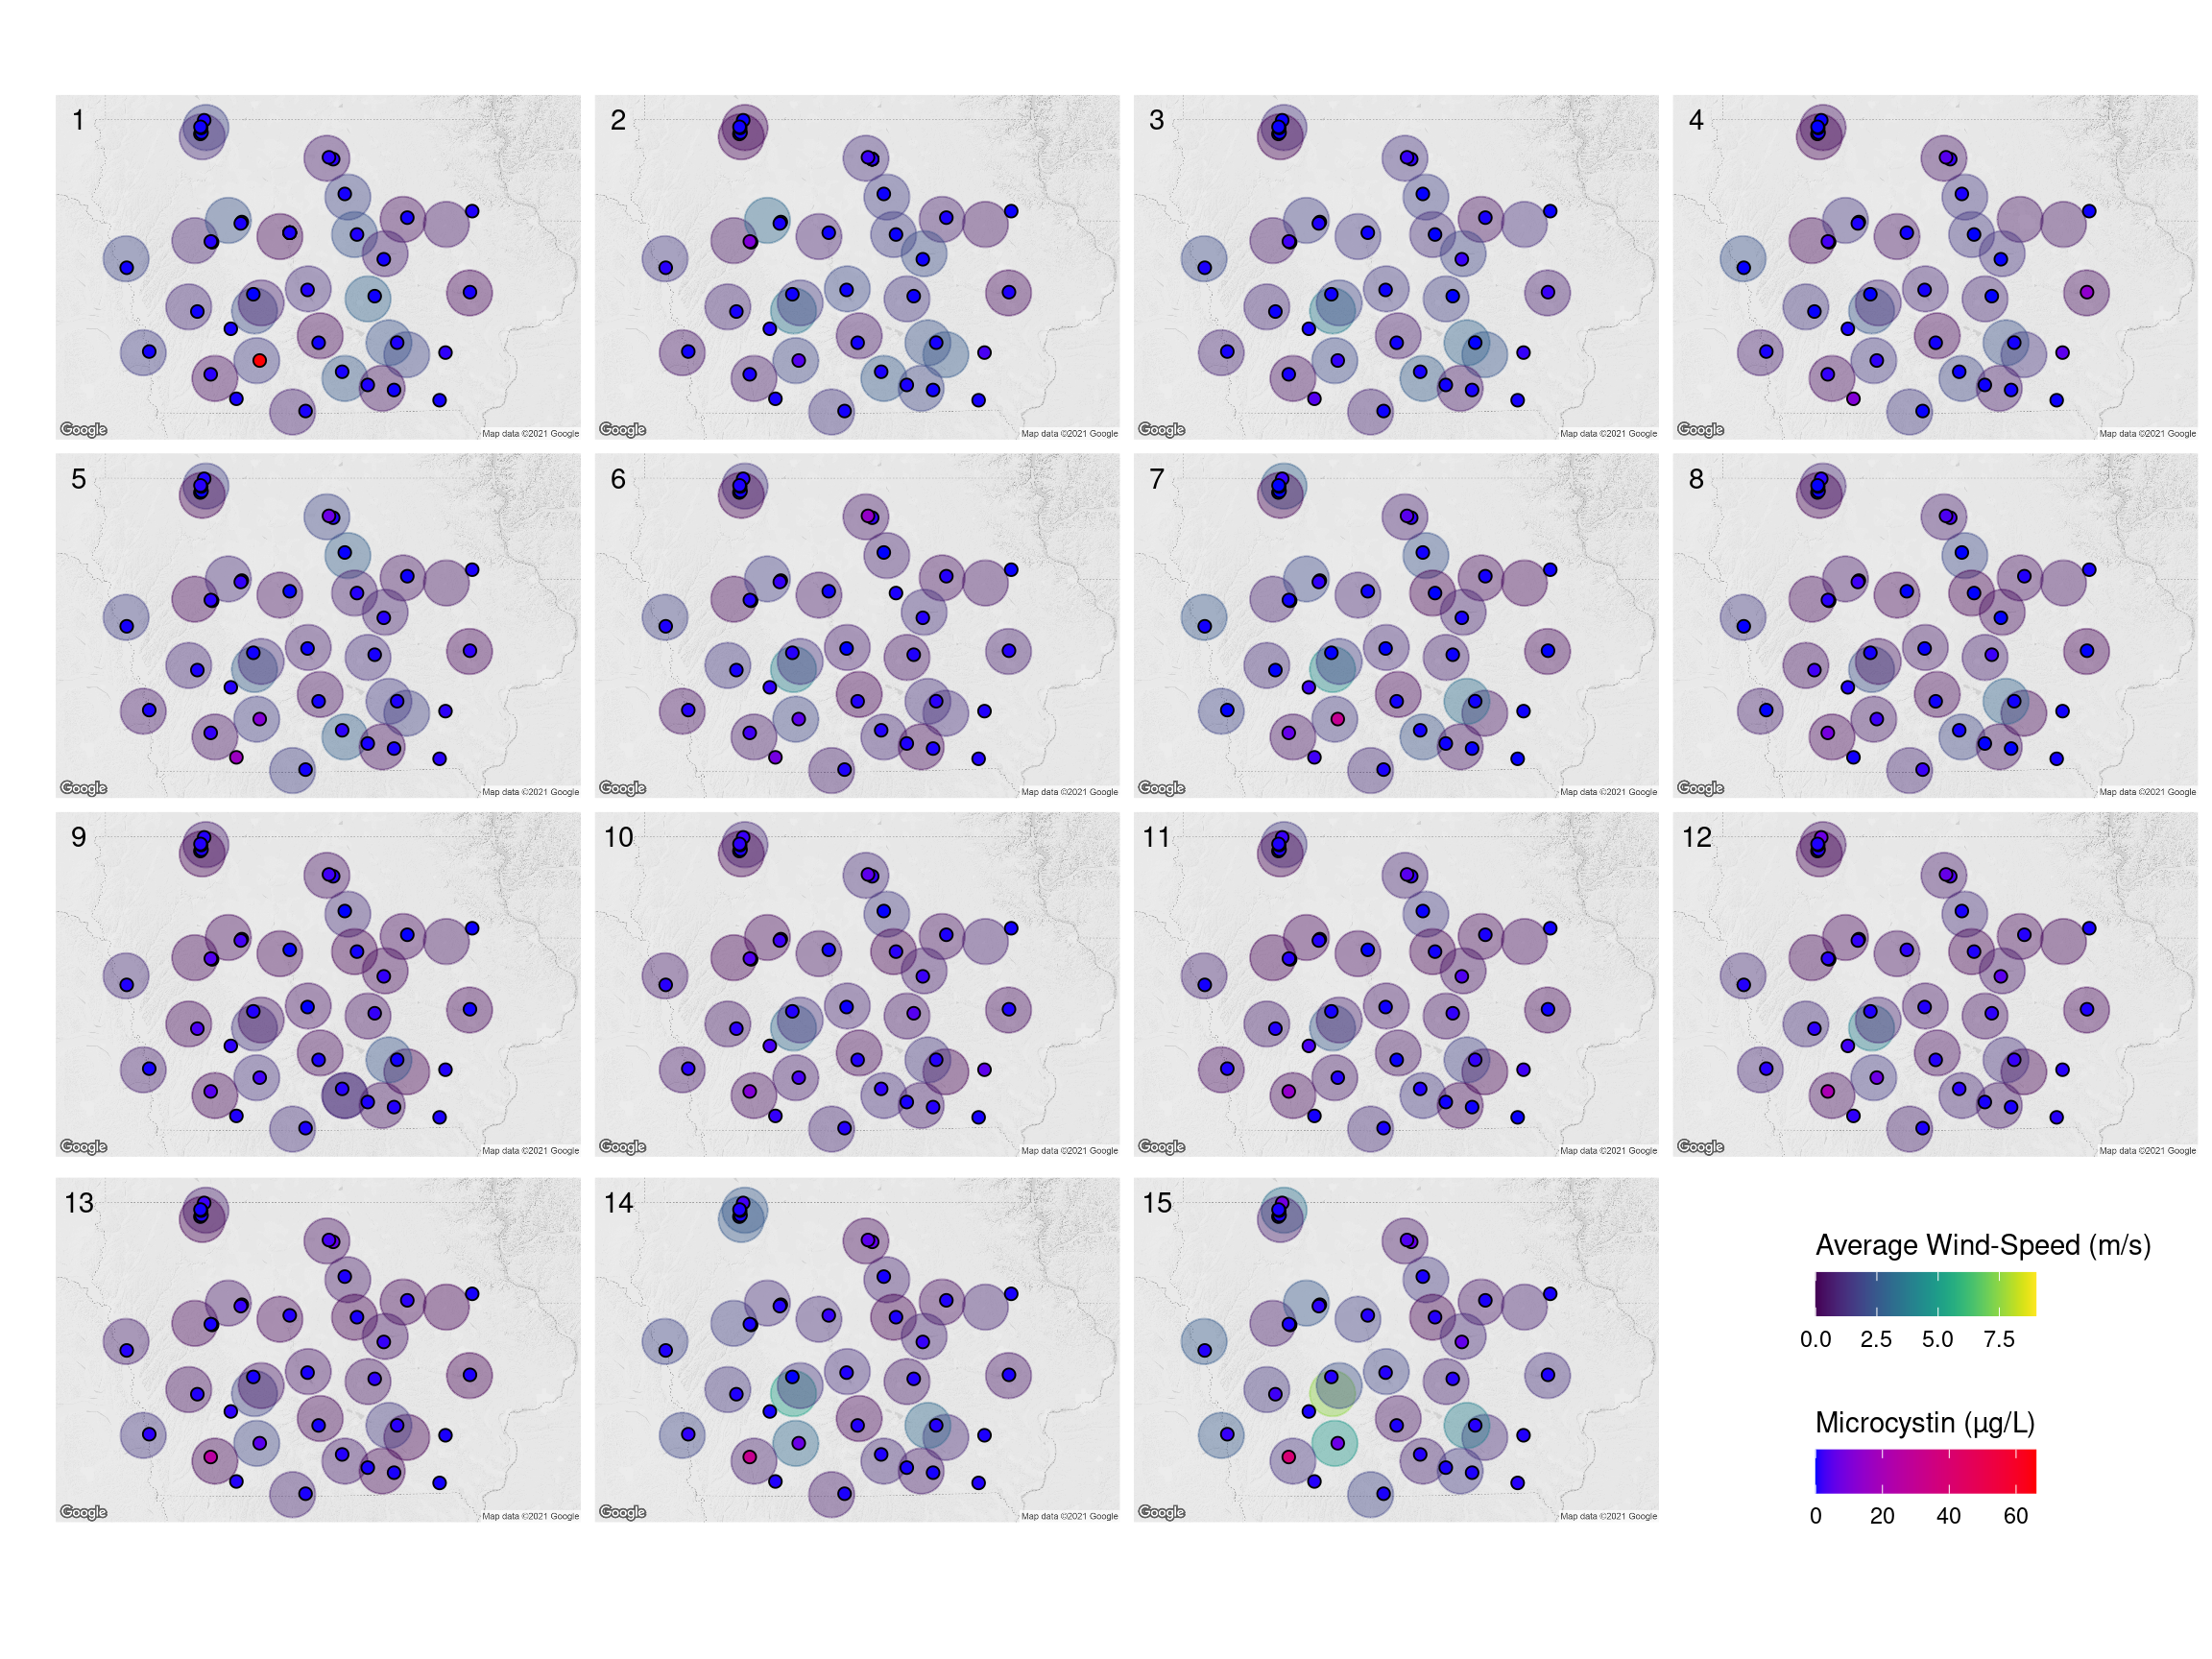 1 2 3 4
Google Map data ©2021 Google Google Map data ©2021 Google Google Map data ©2021 Google Google Map data ©2021 Google
5 6 7 8
Google Map data ©2021 Google Google Map data ©2021 Google Google Map data ©2021 Google Google Map data ©2021 Google
9 10 11 12
Google Map data ©2021 Google Google Map data ©2021 Google Google Map data ©2021 Google Google Map data ©2021 Google
13 14 15
Google Map data ©2021 Google Google Map data ©2021 Google Google Map data ©2021 Google
Average Wind-Speed (m/s)
0.0 2.5 5.0 7.5
Microcystin (µg/L)
0 20 40 60